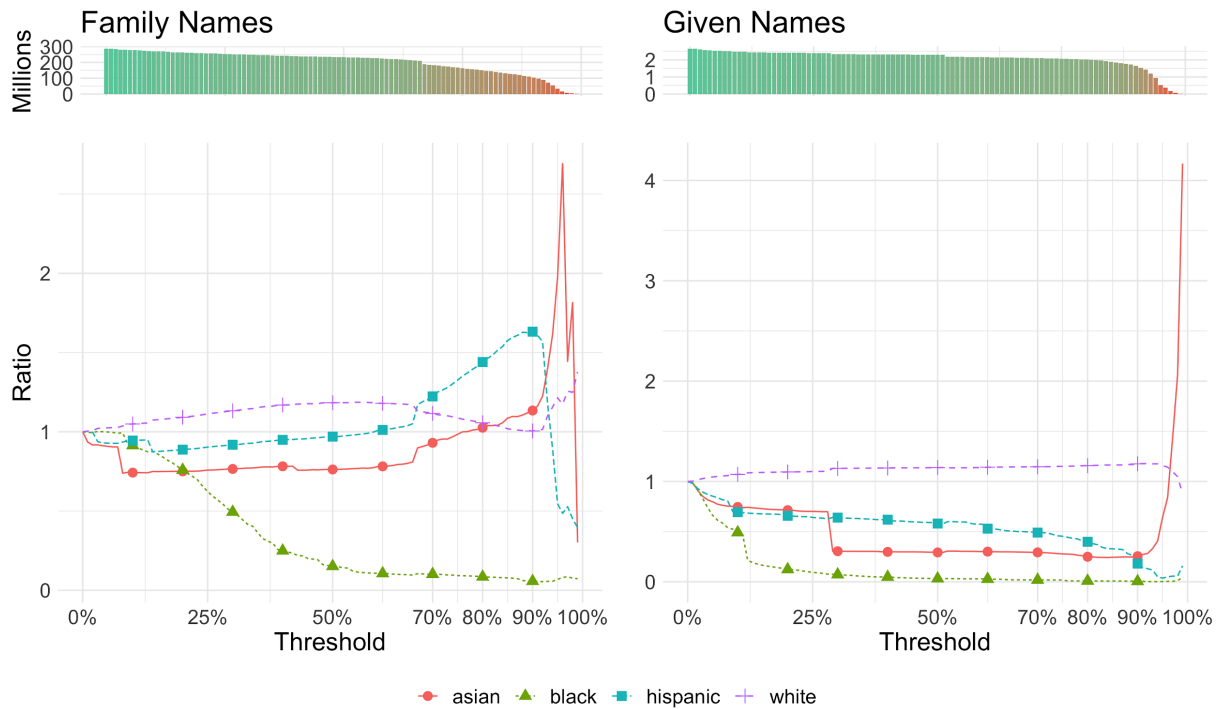 Family Names
Given Names
Millions
300
200
100
0
2
1
0
Ratio
2
1
0
4
3
2
1
0
0% 25% 50% 70% 80% 90% 100%
0% 25% 50% 70% 80% 90% 100%
Threshold
Threshold
asian black hispanic white